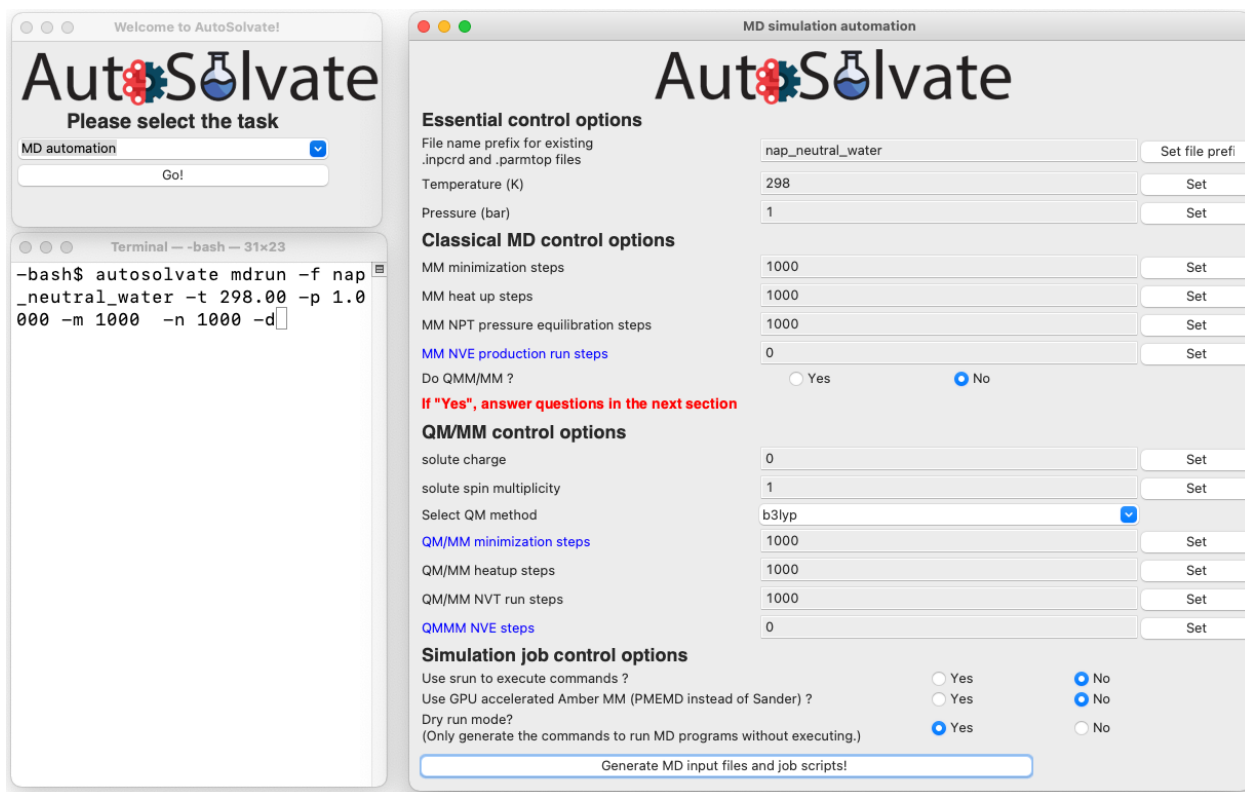 Welcome to AutoSolvate!
AutoSolvate
Please select the task
MD automation
Go!
Terminal — -bash — 31×23
-bash$ autosolvate mdrun -f nap
_neutral_water -t 298.00 -p 1.0
000 -m 1000  -n 1000 -d
MD simulation automation
AutoSolvate
Essential control options
File name prefix for existing
.inpcrd and .parmtop files
nap_neutral_water
Set file prefi
Temperature (K)
298
Set
Pressure (bar)
1
Set
Classical MD control options
MM minimization steps
1000
Set
MM heat up steps
1000
Set
MM NPT pressure equilibration steps
1000
Set
MM NVE production run steps
0
Set
Do QMM/MM ?
Yes
No
If "Yes", answer questions in the next section
QM/MM control options
solute charge
0
Set
solute spin multiplicity
1
Set
Select QM method
b3lyp
QM/MM minimization steps
1000
Set
QM/MM heatup steps
1000
Set
QM/MM NVT run steps
1000
Set
QMMM NVE steps
0
Set
Simulation job control options
Use srun to execute commands ?
Yes
No
Use GPU accelerated Amber MM (PMEMD instead of Sander) ?
Yes
No
Dry run mode?
(Only generate the commands to run MD programs without executing.)
Yes
No
Generate MD input files and job scripts!